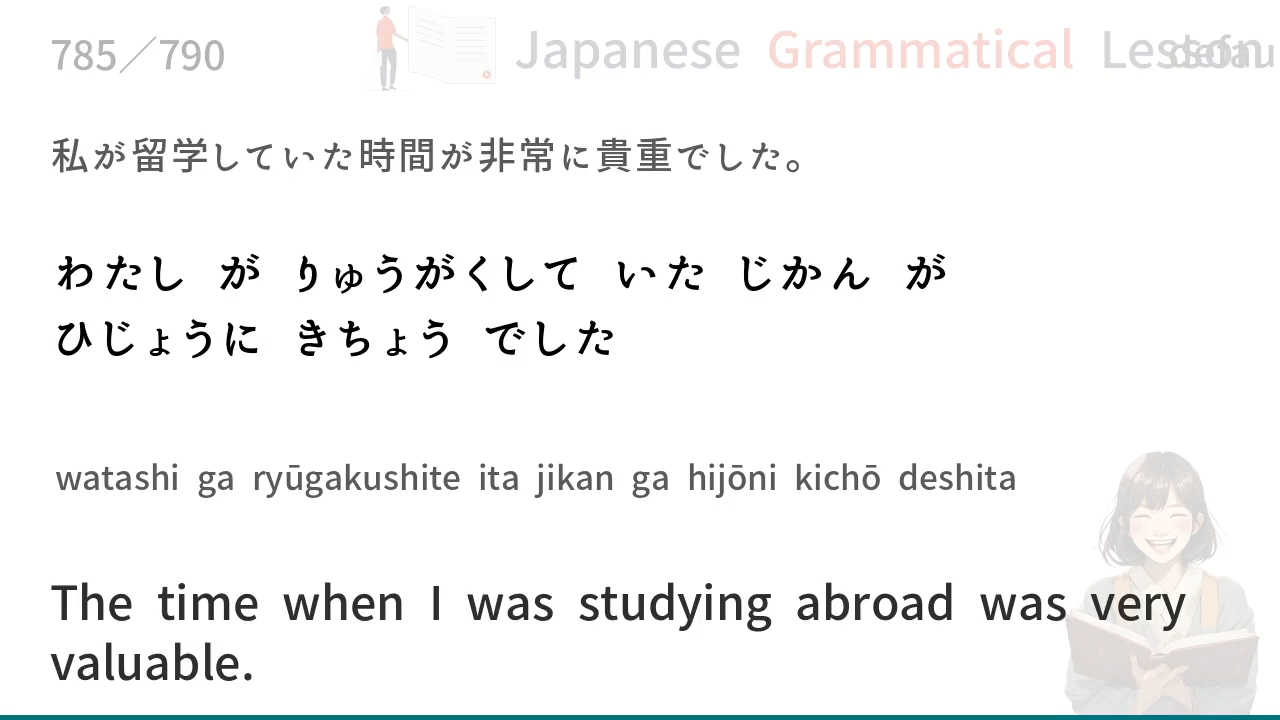 785／790
Japanese Grammatical Lesson
defau
私が留学していた時間が非常に貴重でした。
わたし が りゅうがくして いた じかん が
ひじょうに きちょう でした
watashi ga ryūgakushite ita jikan ga hijōni kichō deshita
The time when I was studying abroad was very
valuable.